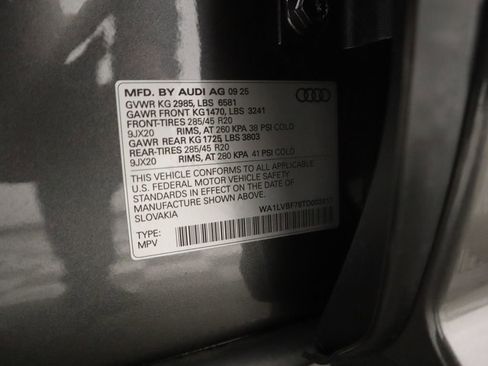 MFD. BY AUDI AG 09 25
GVWR KG 2985, LBS 6581
GAWR FRONT KG1470, LBS 3241
FRONT-TIRES 285/45 R20
9JX20 RIMS, AT 260 KPA 38 PSI COLD
GAWR REAR KG1725, LBS 3803
REAR-TIRES 285/45 R20
9JX20 RIMS, AT 280 KPA 41 PSI COLD
THIS VEHICLE CONFORMS TO ALL APPLICABLE
U.S. FEDERAL MOTOR VEHICLE SAFETY
STANDARDS IN EFFECT ON THE DATE OF
MANUFACTURE SHOWN ABOVE.
SLOVAKIA
TYPE:
MPV